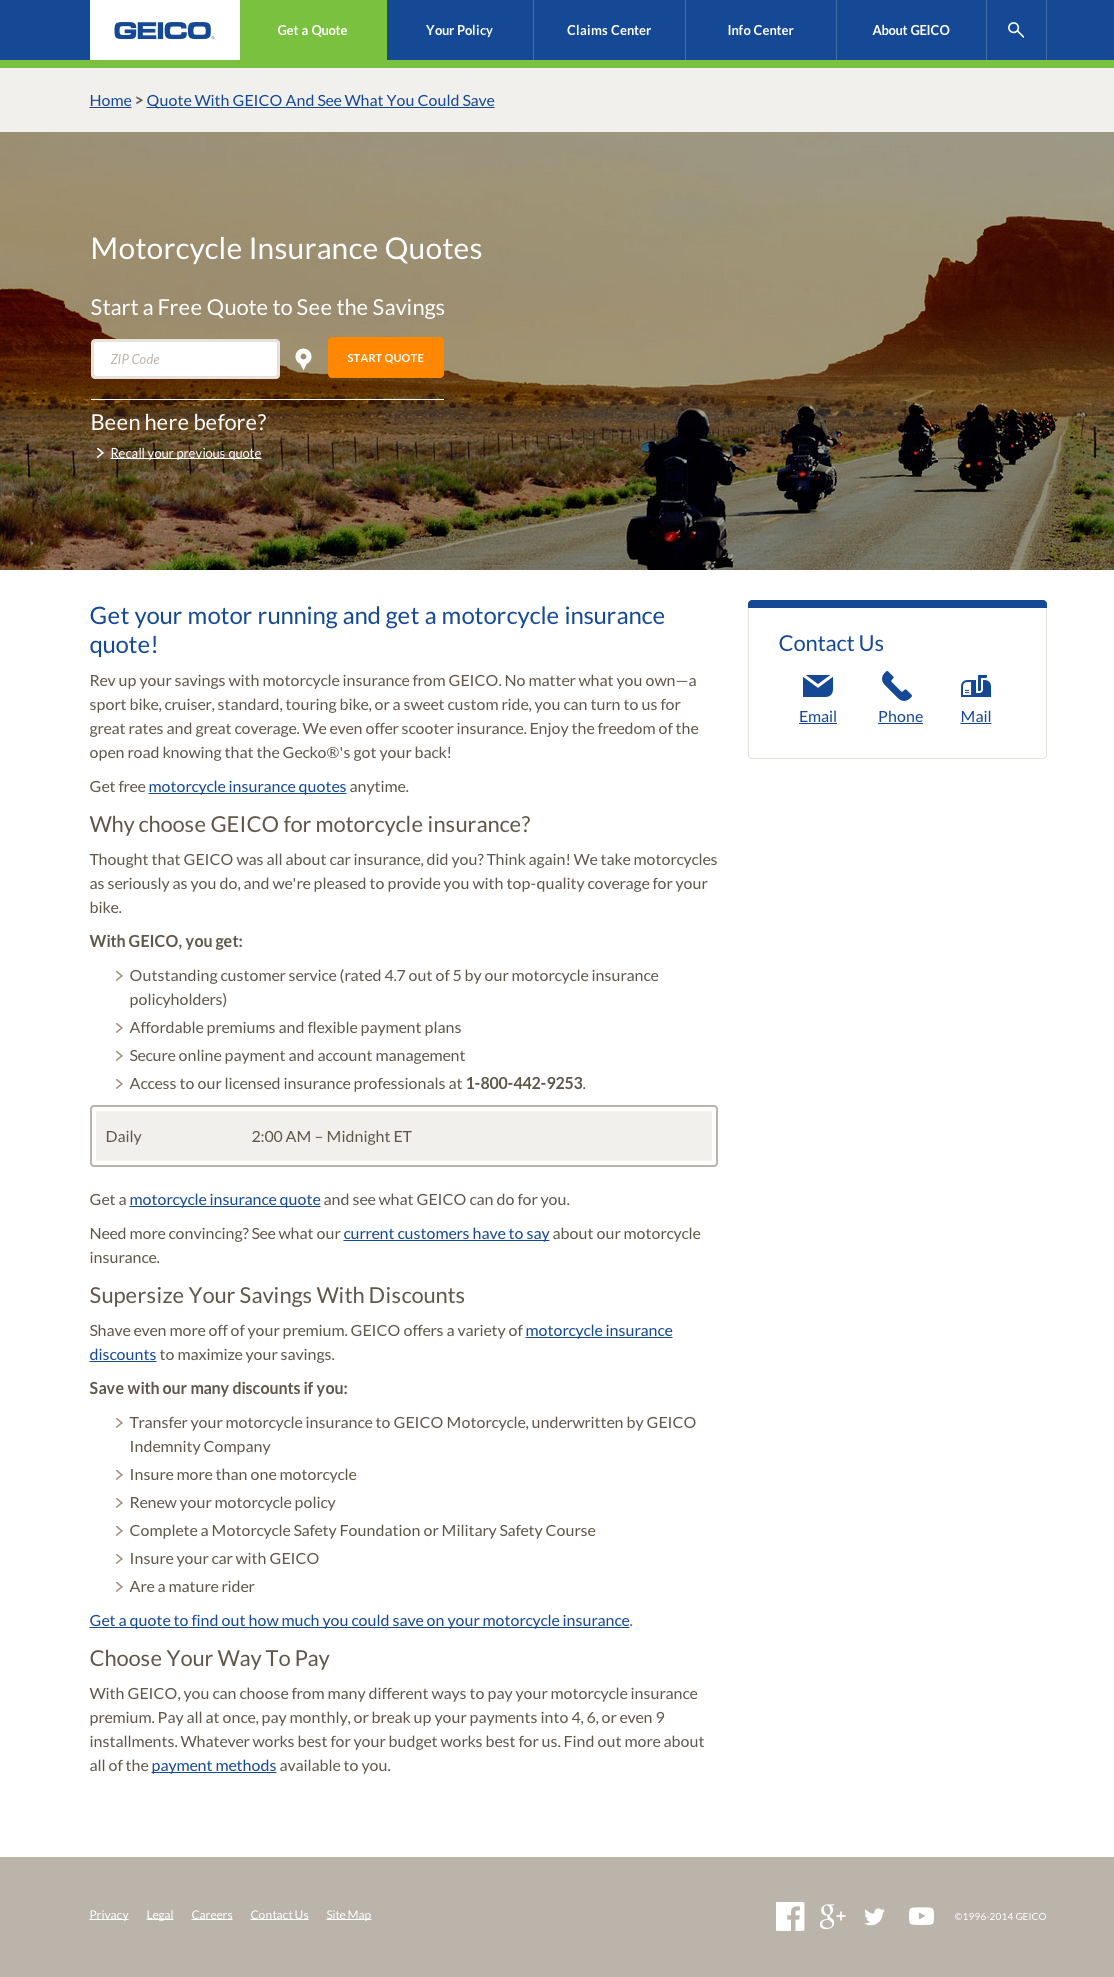 GEICO
Get a Quote
Your Policy
Claims Center
Info Center
About GEICO
Home > Quote With GEICO And See What You Could Save
Motorcycle Insurance Quotes
Start a Free Quote to See the Savings
ZIP Code
START QUOTE
Been here before?
Recall your previous quote
Get your motor running and get a motorcycle insurance
quote!
Rev up your savings with motorcycle insurance from GEICO. No matter what you own—a
sport bike, cruiser, standard, touring bike, or a sweet custom ride, you can turn to us for
great rates and great coverage. We even offer scooter insurance. Enjoy the freedom of the
open road knowing that the Gecko®'s got your back!
Get free motorcycle insurance quotes anytime.
Why choose GEICO for motorcycle insurance?
Thought that GEICO was all about car insurance, did you? Think again! We take motorcycles
as seriously as you do, and we're pleased to provide you with top-quality coverage for your
bike.
With GEICO, you get:
Outstanding customer service (rated 4.7 out of 5 by our motorcycle insurance
policyholders)
Affordable premiums and flexible payment plans
Secure online payment and account management
Access to our licensed insurance professionals at 1-800-442-9253.
Daily 2:00 AM – Midnight ET
Get a motorcycle insurance quote and see what GEICO can do for you.
Need more convincing? See what our current customers have to say about our motorcycle
insurance.
Supersize Your Savings With Discounts
Shave even more off of your premium. GEICO offers a variety of motorcycle insurance
discounts to maximize your savings.
Save with our many discounts if you:
Transfer your motorcycle insurance to GEICO Motorcycle, underwritten by GEICO
Indemnity Company
Insure more than one motorcycle
Renew your motorcycle policy
Complete a Motorcycle Safety Foundation or Military Safety Course
Insure your car with GEICO
Are a mature rider
Get a quote to find out how much you could save on your motorcycle insurance.
Choose Your Way To Pay
With GEICO, you can choose from many different ways to pay your motorcycle insurance
premium. Pay all at once, pay monthly, or break up your payments into 4, 6, or even 9
installments. Whatever works best for your budget works best for us. Find out more about
all of the payment methods available to you.
Contact Us
Email Phone Mail
Privacy Legal Careers Contact Us Site Map
©1996-2014 GEICO